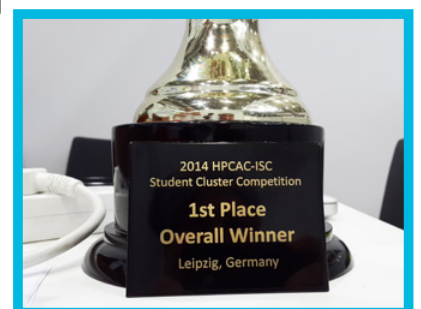 2014 HPCAC-ISC
Student Cluster Competition
1st Place
Overall Winner
Leipzig, Germany